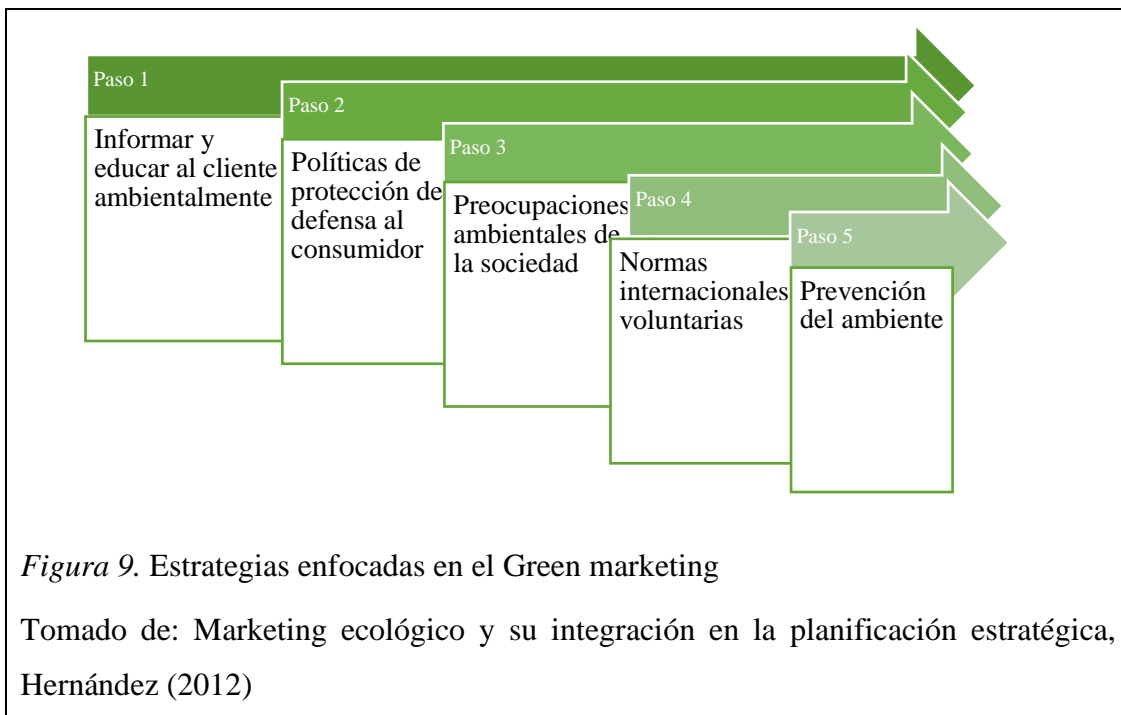 Paso 1
Informar y
educar al cliente
ambientalmente
Paso 2
Políticas de
protección de
defensa al
consumidor
Paso 3
Preocupaciones
ambientales de
la sociedad
Paso 4
Normas
internacionales
voluntarias
Paso 5
Prevención
del ambiente
Figura 9. Estrategias enfocadas en el Green marketing
Tomado de: Marketing ecológico y su integración en la planificación estratégica,
Hernández (2012)